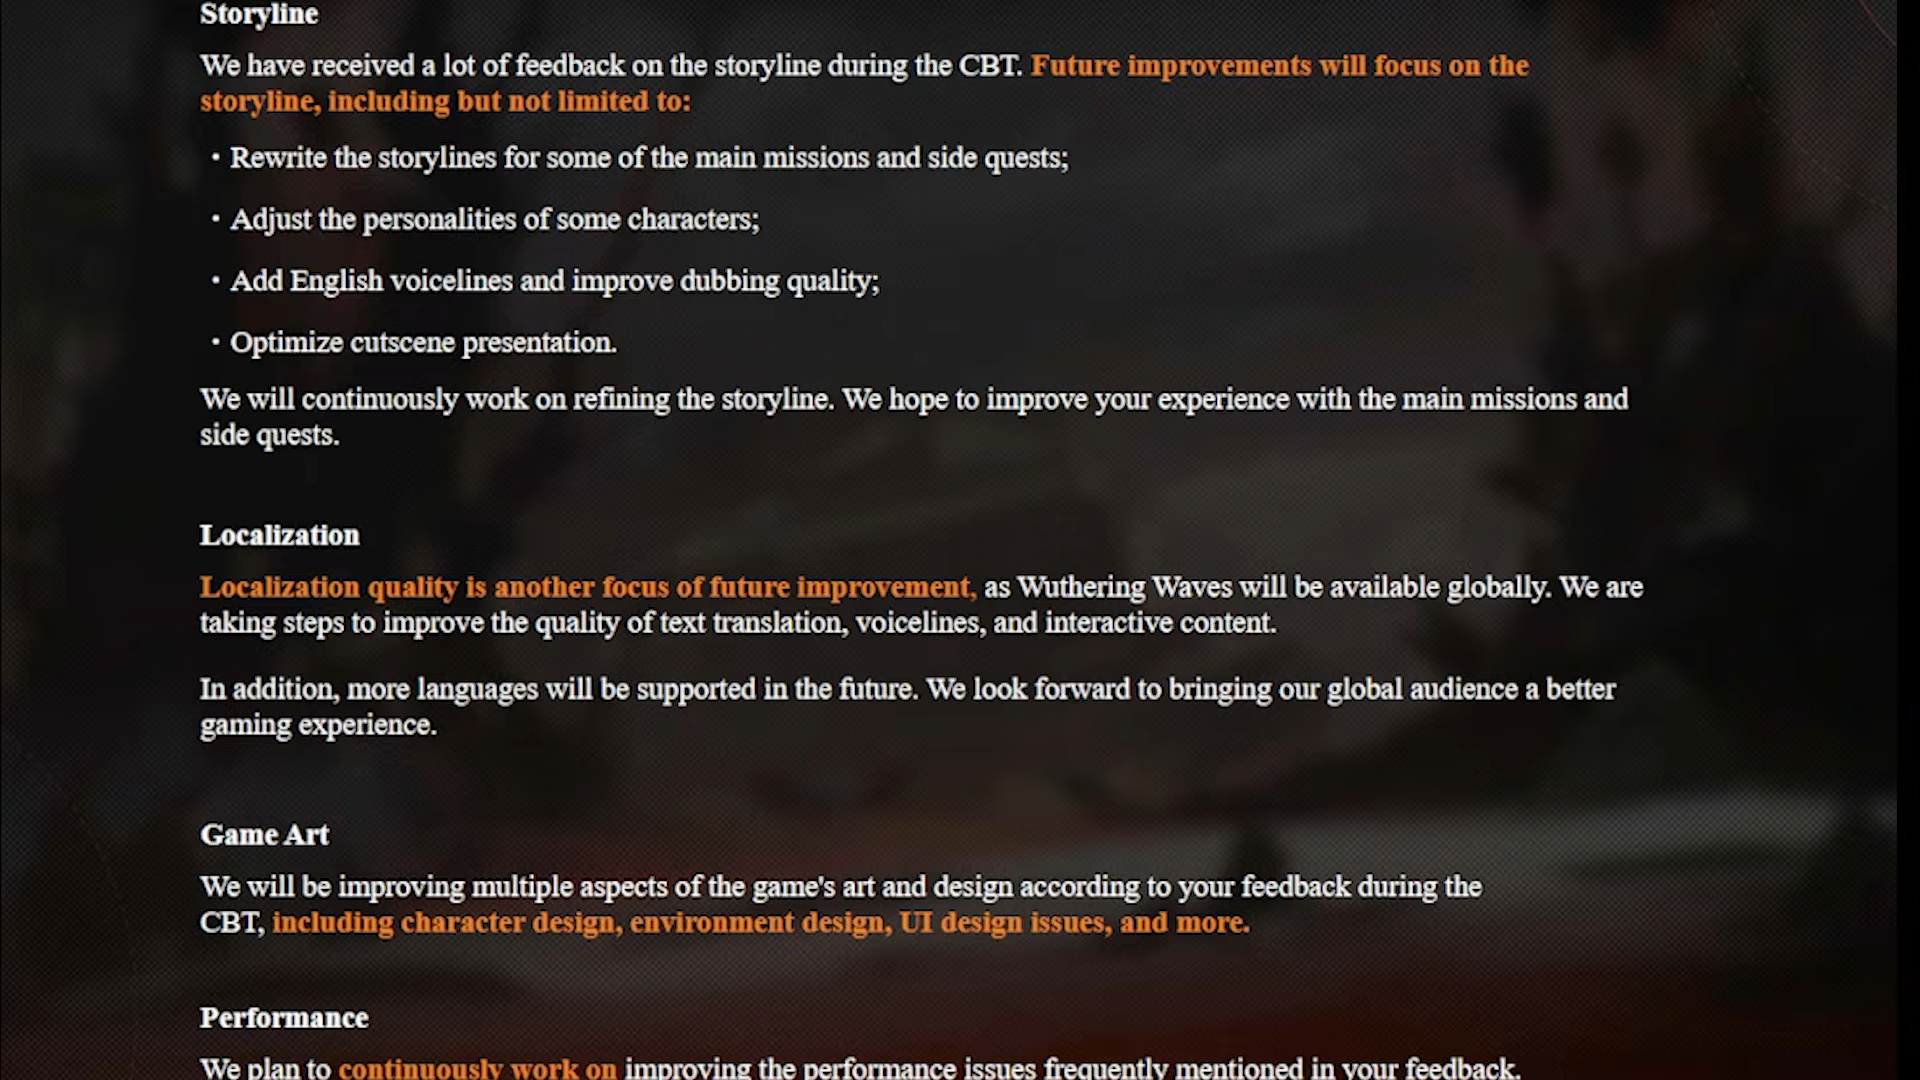 Storyline
We have received a lot of feedback on the storyline during the CBT. Future improvements will focus on the
storyline, including but not limited to:
· Rewrite the storylines for some of the main missions and side quests;
· Adjust the personalities of some characters;
· Add English voicelines and improve dubbing quality;
· Optimize cutscene presentation.
We will continuously work on refining the storyline. We hope to improve your experience with the main missions and
side quests.
Localization
Localization quality is another focus of future improvement, as Wuthering Waves will be available globally. We are
taking steps to improve the quality of text translation, voicelines, and interactive content.
In addition, more languages will be supported in the future. We look forward to bringing our global audience a better
gaming experience.
Game Art
We will be improving multiple aspects of the game's art and design according to your feedback during the
CBT, including character design, environment design, UI design issues, and more.
Performance
We plan to continuously work on improving the performance issues frequently mentioned in your feedback.